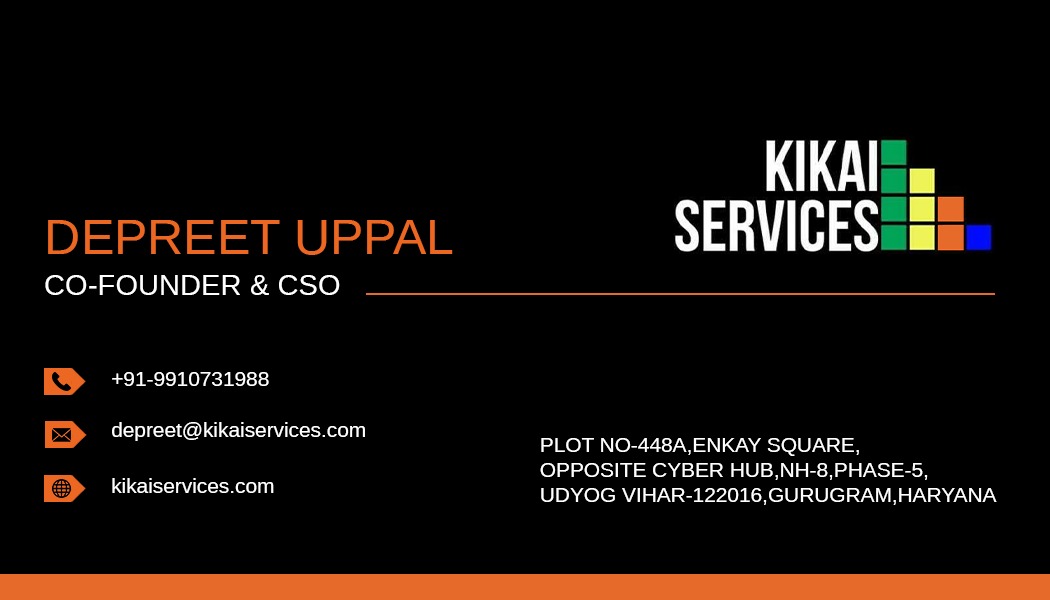 KIKAI
SERVICES
DEPREET UPPAL
CO-FOUNDER & CSO
+91-9910731988
depreet@kikaiservices.com
kikaiservices.com
PLOT NO-448A,ENKAY SQUARE,
OPPOSITE CYBER HUB,NH-8,PHASE-5,
UDYOG VIHAR-122016,GURUGRAM,HARYANA